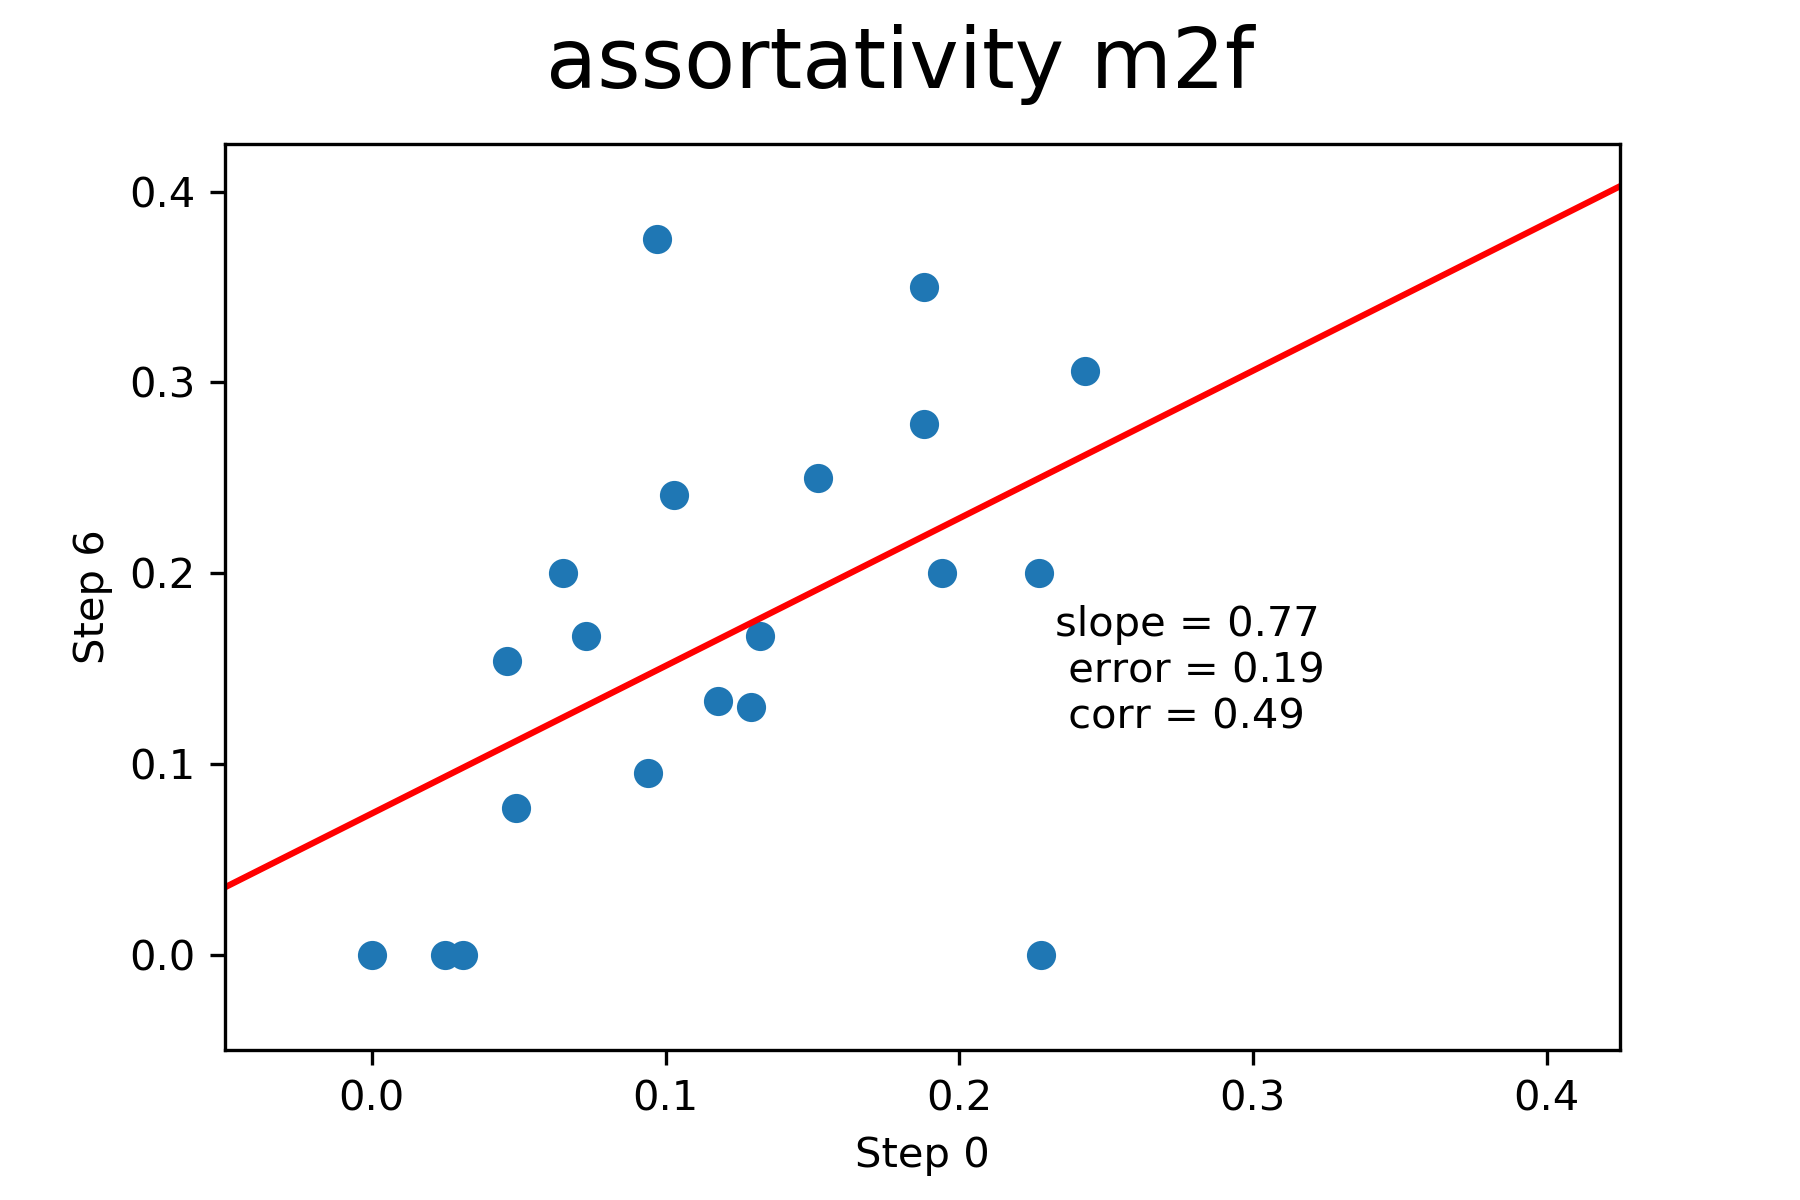 assortativity m2f
0.4
0.3
0.2
0.1
0.0
Step 6
slope = 0.77
error = 0.19
corr = 0.49
0.0 0.1 0.2 0.3 0.4
Step 0